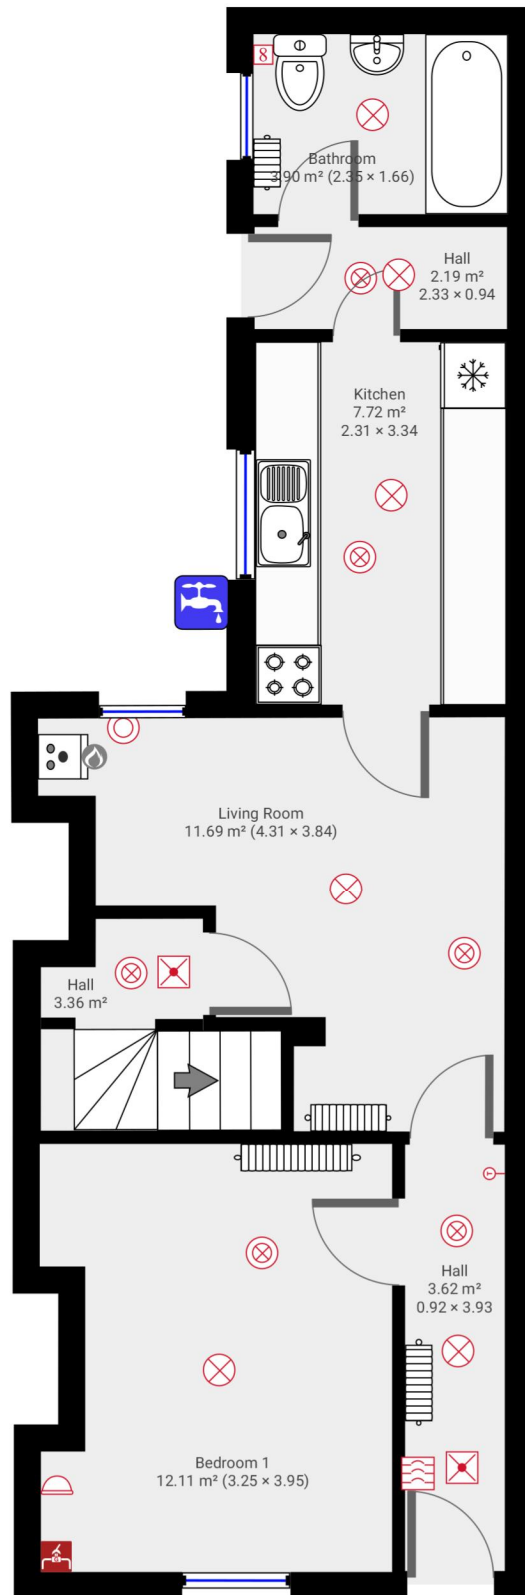 Bathroom
3.90 m² (2.35 × 1.66)
Hall
2.19 m²
2.33 × 0.94
Kitchen
7.72 m²
2.31 × 3.34
Living Room
11.69 m² (4.31 × 3.84)
Hall
3.36 m²
Hall
3.62 m²
0.92 × 3.93
Bedroom 1
12.11 m² (3.25 × 3.95)